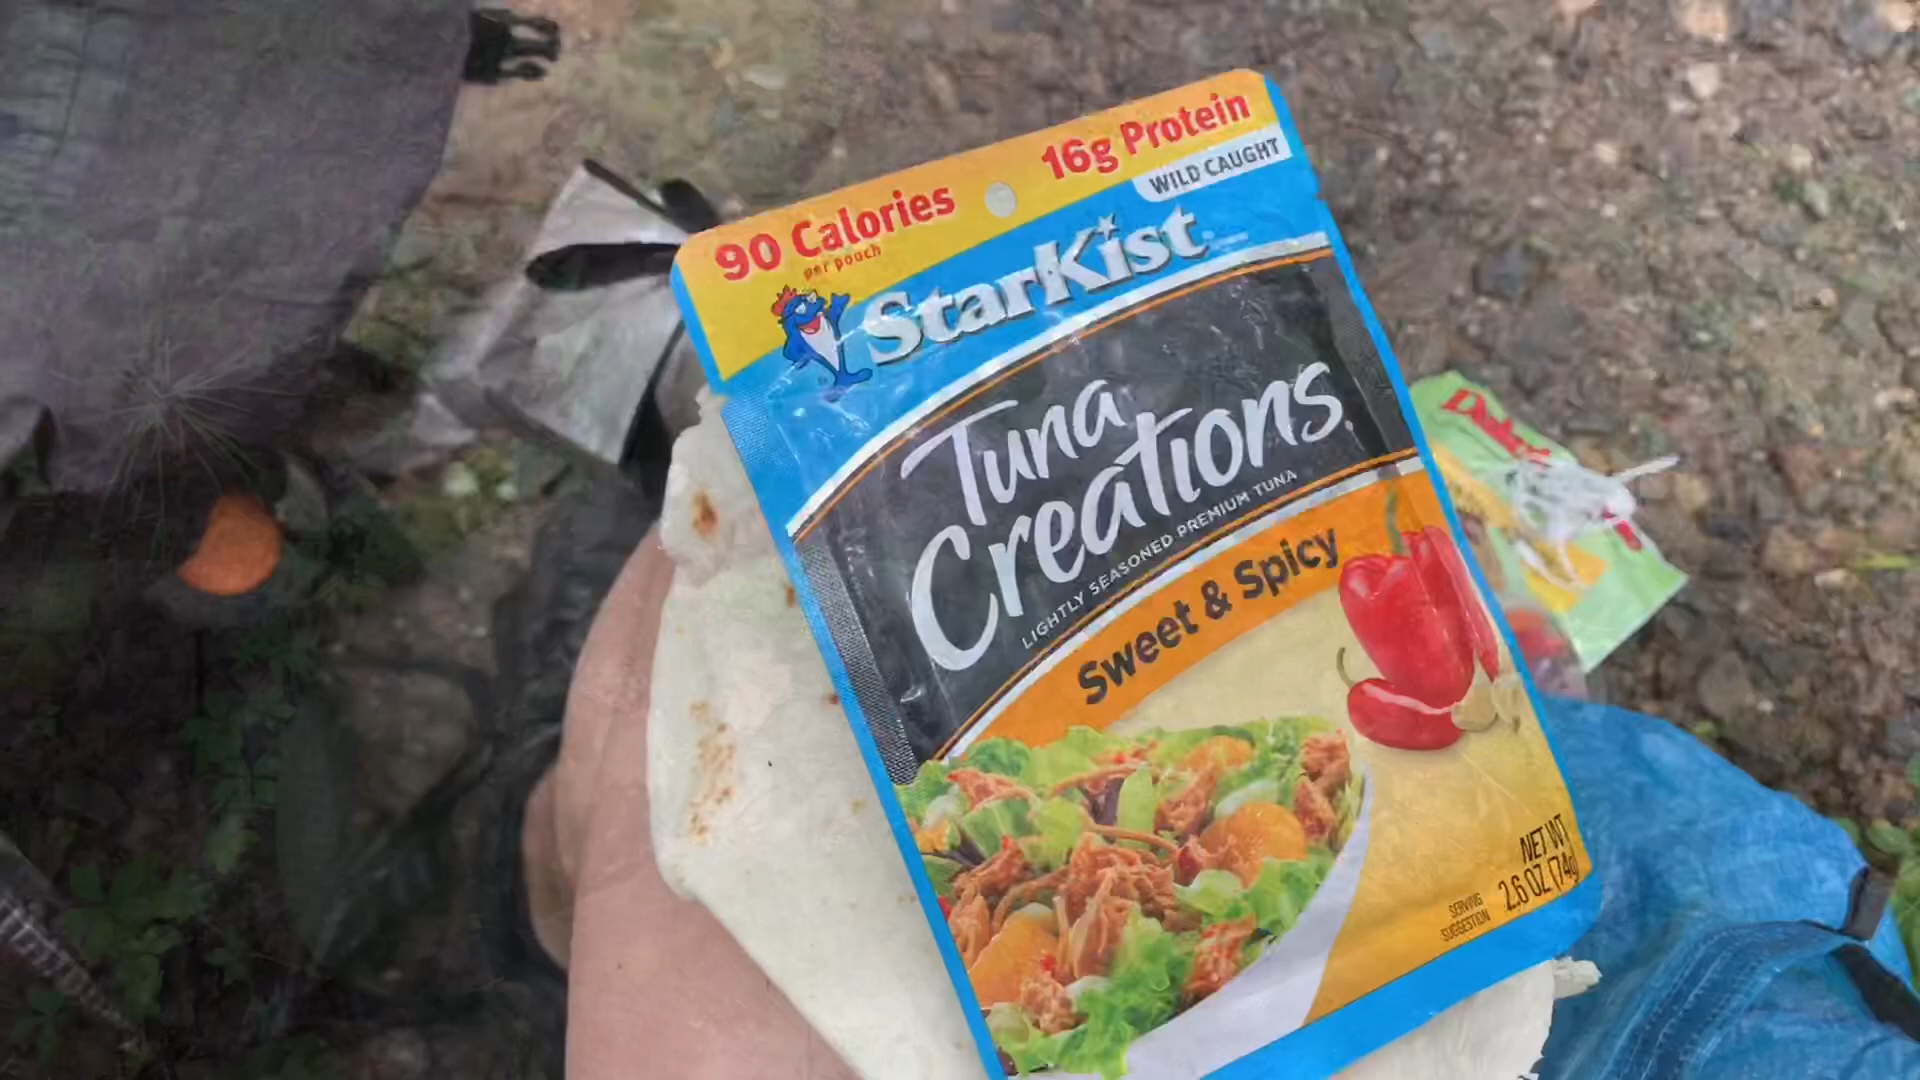 90 Calories
per pouch
16g Protein
WILD CAUGHT
StarKist
Tuna
Creations
LIGHTLY SEASONED PREMIUM TUNA
Sweet & Spicy
NET WT
2.6 OZ (74g)
SERVING
SUGGESTION